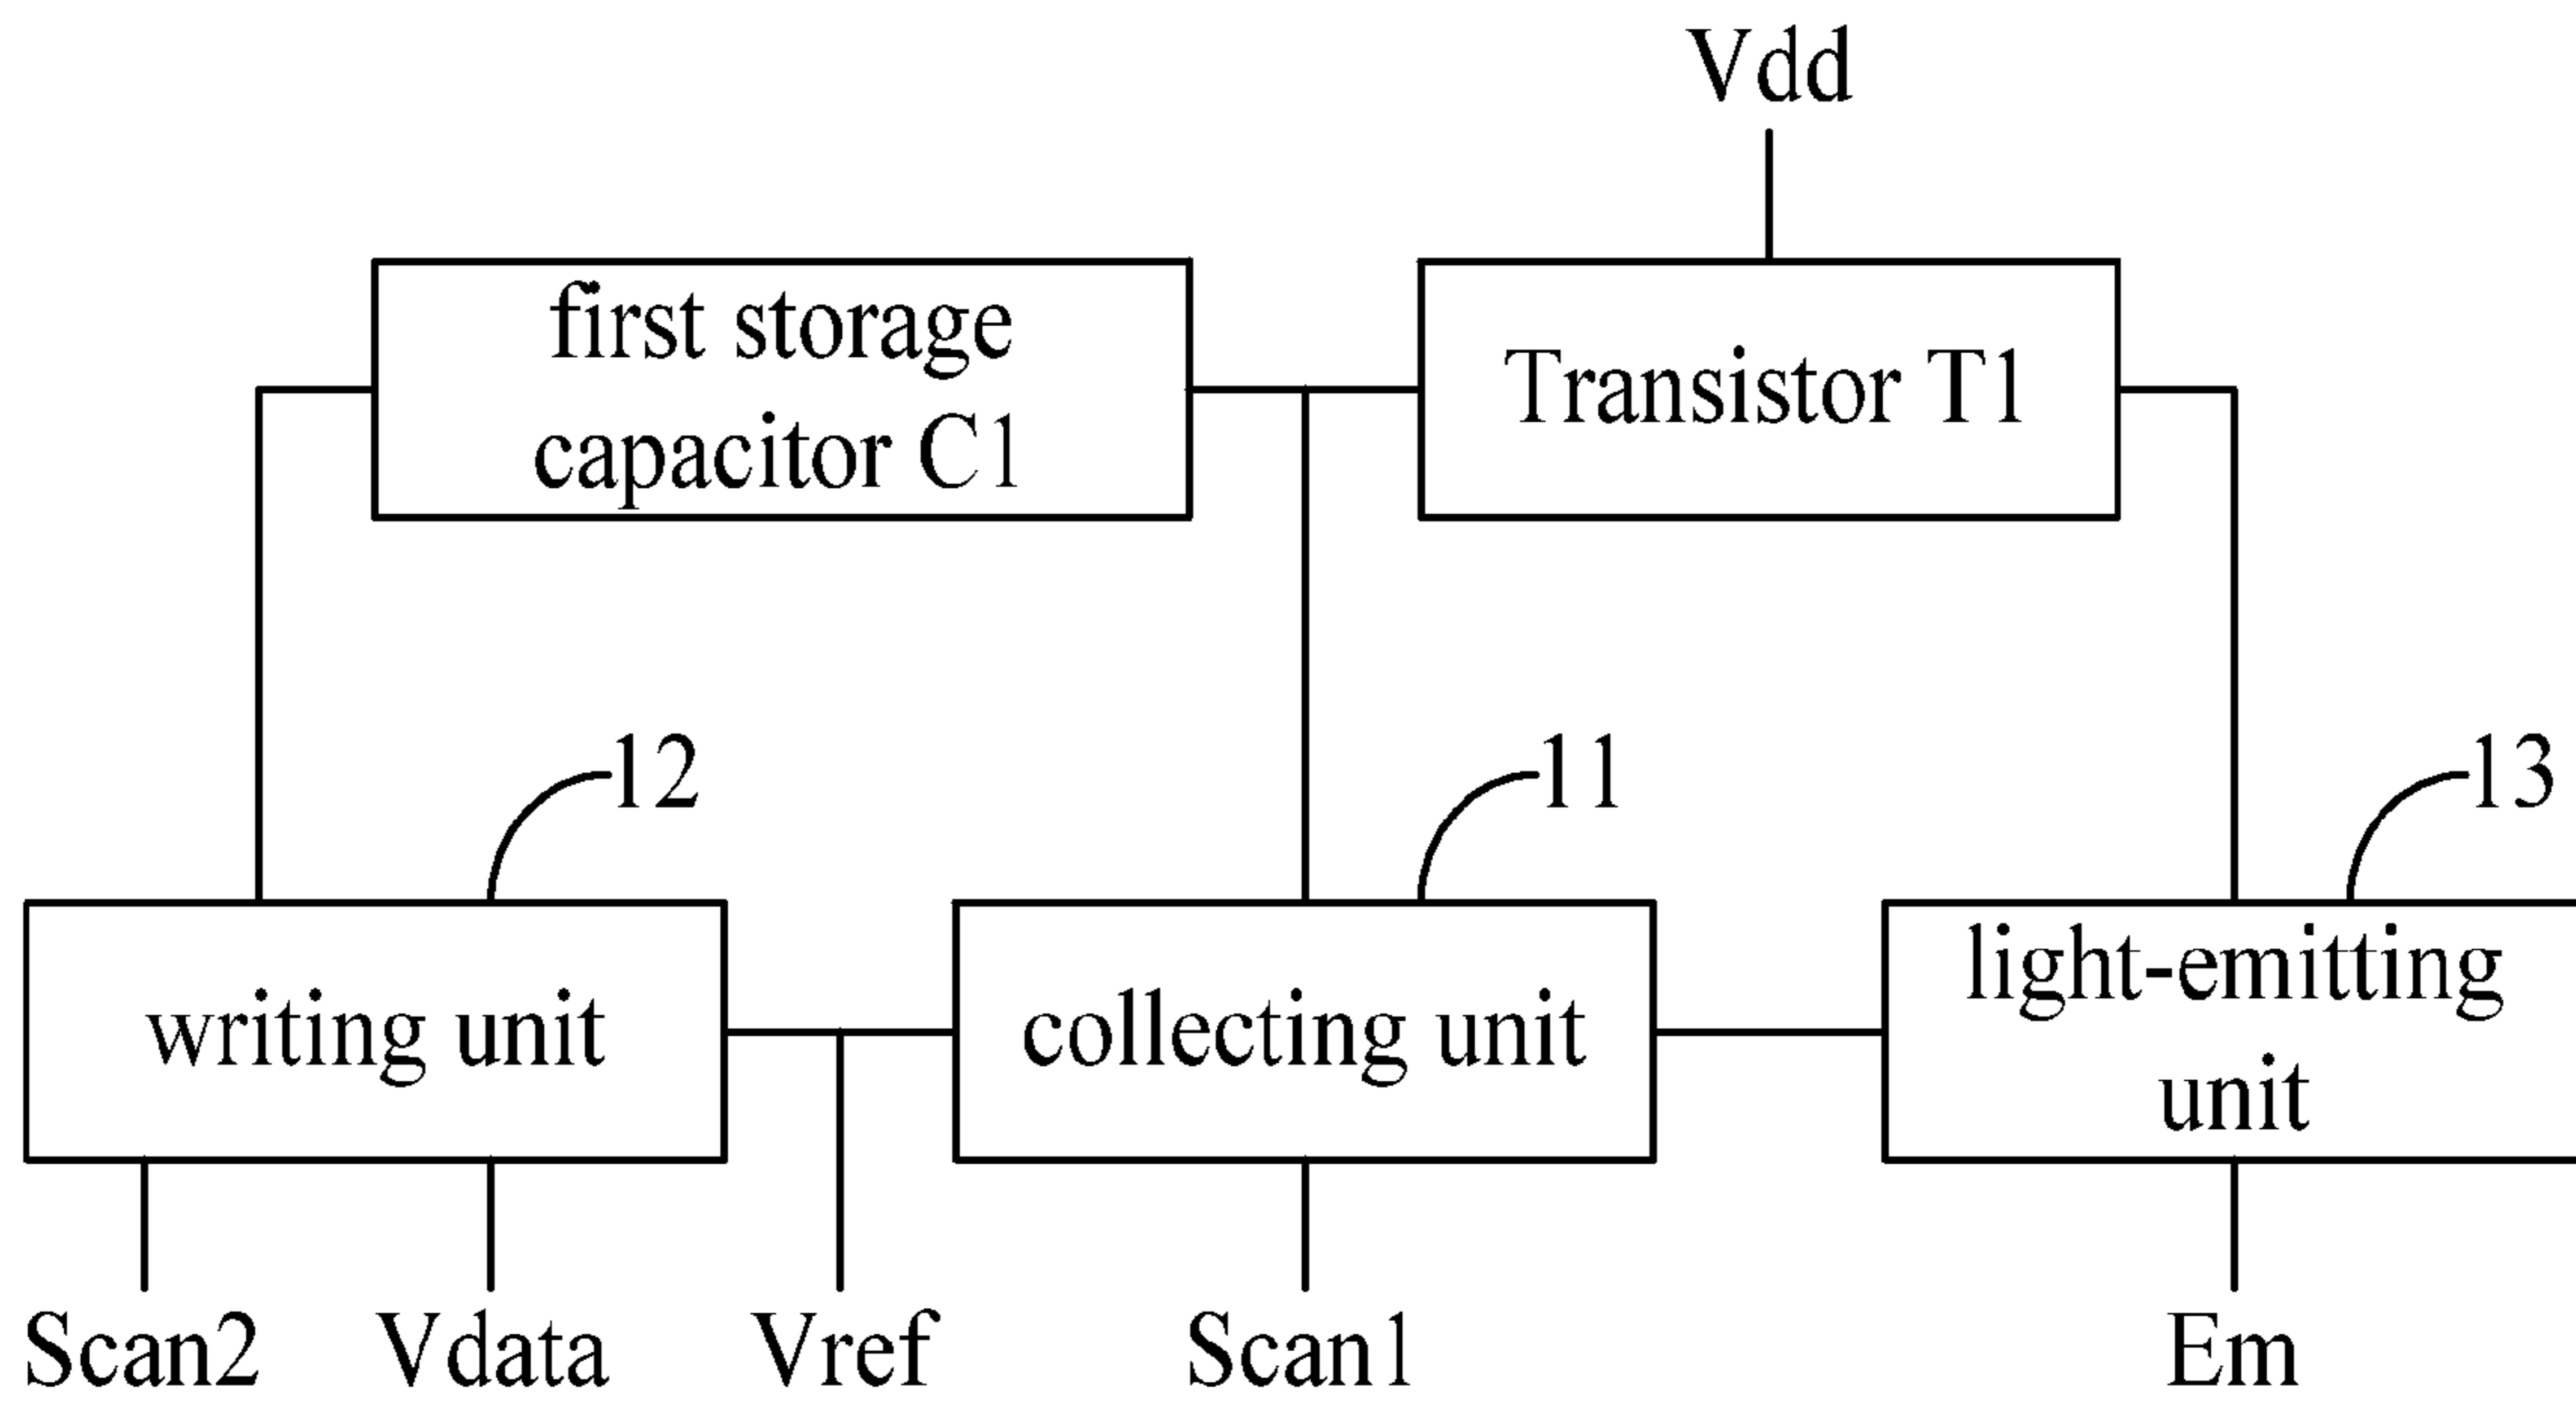 Vdd
first storage
capacitor C1
Transistor T1
12
11
13
writing unit
collecting unit
light-emitting
unit
Scan2
Vdata
Vref
Scan1
Em